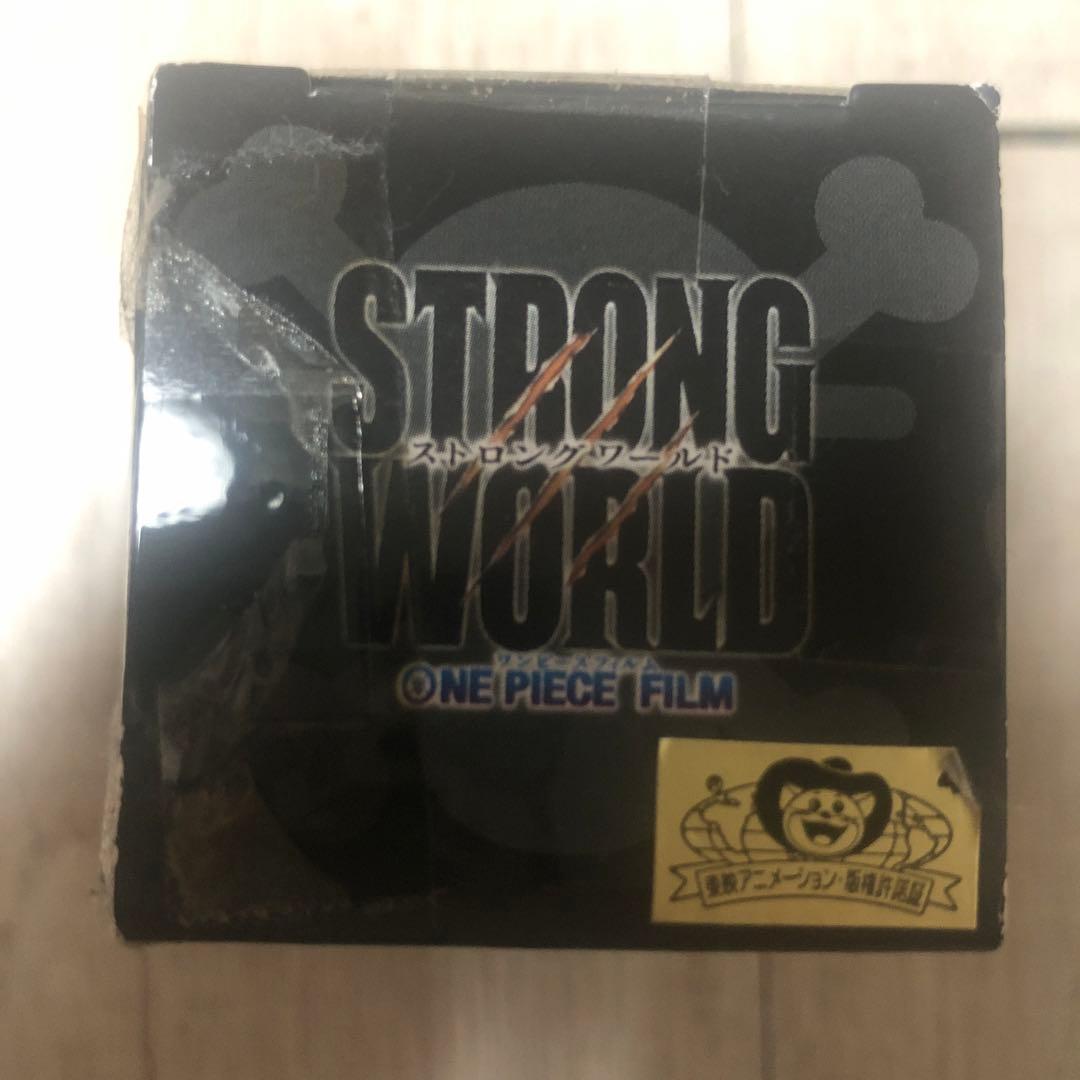 STRONG
ストロングワールド
WORLD
ワンピースフィルム
ONE PIECE FILM
東映アニメーション・版権許諾証